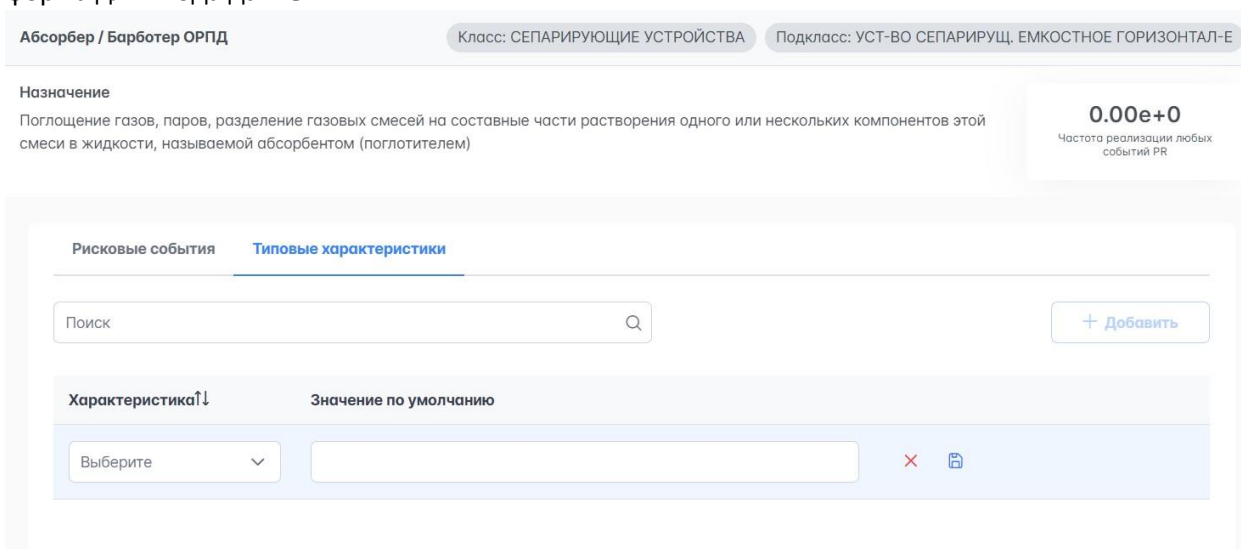 Абсорбер / Барботер ОРПД
Класс: СЕПАРИРУЮЩИЕ УСТРОЙСТВА
Подкласс: УСТ-ВО СЕПАРИРУЩ. ЕМКОСТНОЕ ГОРИЗОНТАЛ-Е
Назначение
Поглощение газов, паров, разделение газовых смесей на составные части растворения одного или нескольких компонентов этой
смеси в жидкости, называемой абсорбентом (поглотителем)
0.00e+0
Частота реализации любых
событий PR
Рисковые события
Типовые характеристики
Поиск
+ Добавить
Характеристика↑↓
Значение по умолчанию
Выберите